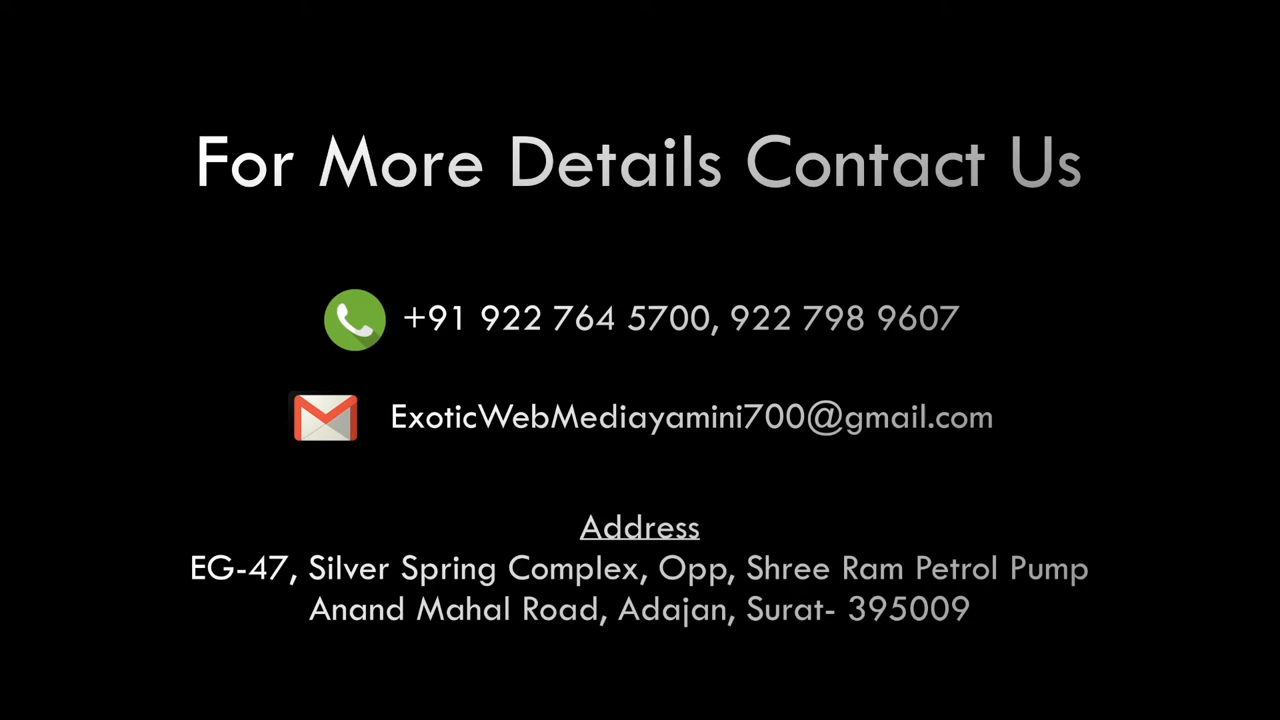 For More Details Contact Us
+91 922 764 5700, 922 798 9607
ExoticWebMediayamini700@gmail.com
Address
EG-47, Silver Spring Complex, Opp, Shree Ram Petrol Pump
Anand Mahal Road, Adajan, Surat- 395009